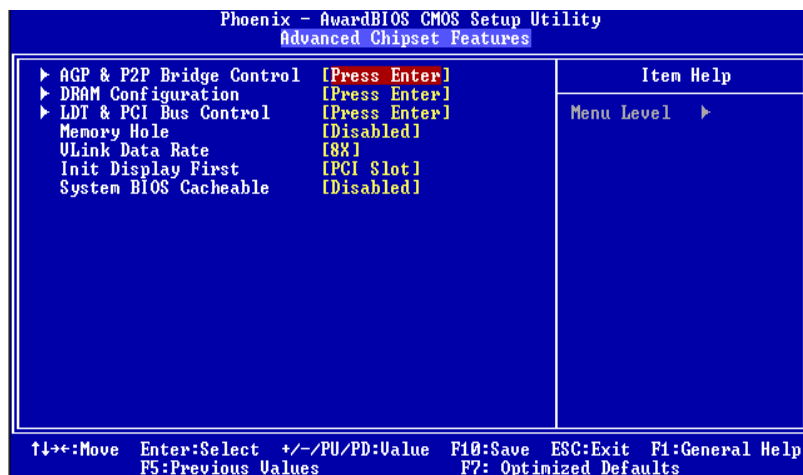 Phoenix - AwardBIOS CMOS Setup Utility
Advanced Chipset Features
► AGP & P2P Bridge Control [Press Enter]
► DRAM Configuration [Press Enter]
► LDT & PCI Bus Control [Press Enter]
Memory Hole [Disabled]
VLink Data Rate [8X]
Init Display First [PCI Slot]
System BIOS Cacheable [Disabled]
Item Help
Menu Level ►
↑↓→←:Move Enter:Select +/-/PU/PD:Value F10:Save ESC:Exit F1:General Help
F5:Previous Values F7: Optimized Defaults